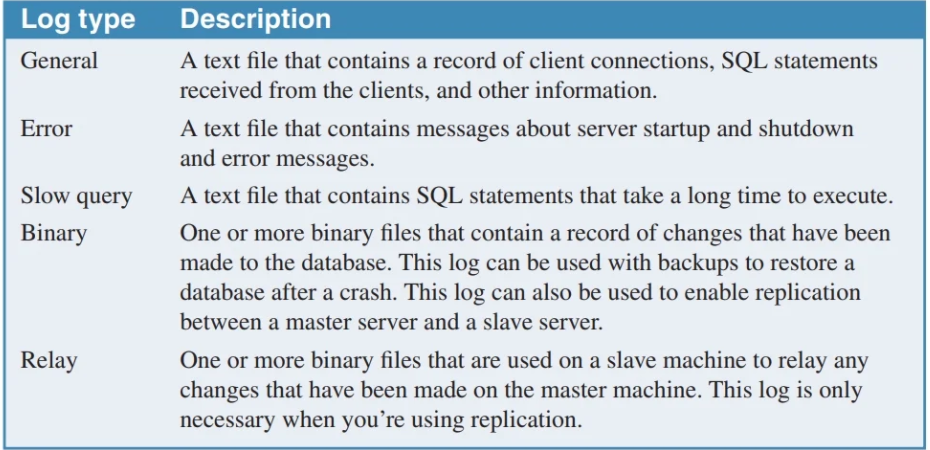 Log type Description
General A text file that contains a record of client connections, SQL statements
received from the clients, and other information.
Error A text file that contains messages about server startup and shutdown
and error messages.
Slow query A text file that contains SQL statements that take a long time to execute.
Binary One or more binary files that contain a record of changes that have been
made to the database. This log can be used with backups to restore a
database after a crash. This log can also be used to enable replication
between a master server and a slave server.
Relay One or more binary files that are used on a slave machine to relay any
changes that have been made on the master machine. This log is only
necessary when you’re using replication.